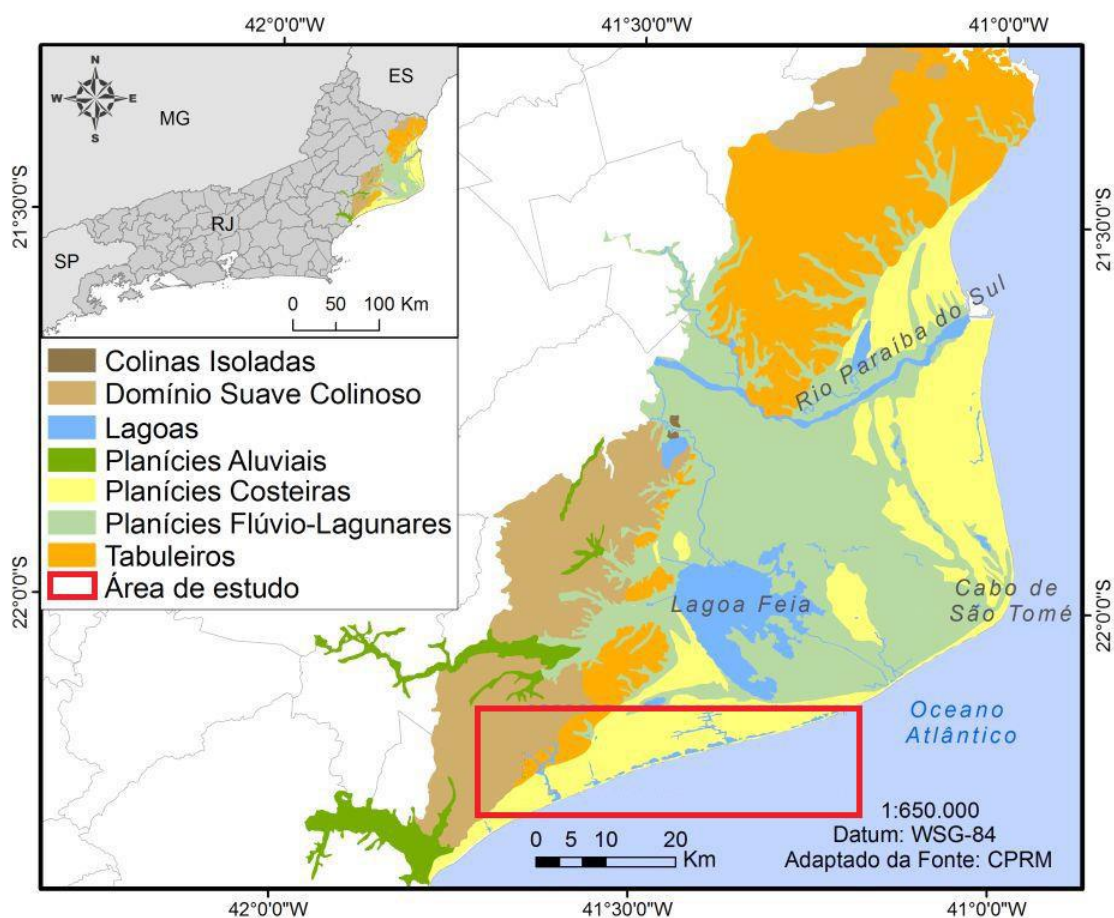 42°0'0"W
41°30'0"W
41°0'0"W
N
W
E
S
ES
MG
RJ
SP
0 50 100 Km
21°30'S
21°30'S
Colinas Isoladas
Domínio Suave Colinoso
Lagoas
Planícies Aluviais
Planícies Costeiras
Planícies Flúvio-Lagunares
Tabuleiros
Área de estudo
Rio Paraíba do Sul
22°0'0"S
22°0'0"S
Lagoa Feia
Cabo de
São Tomé
Oceano
Atlântico
1:650.000
0 5 10 20
Km
Datum: WSG-84
Adaptado da Fonte: CPRM
42°0'0"W
41°30'0"W
41°0'0"W